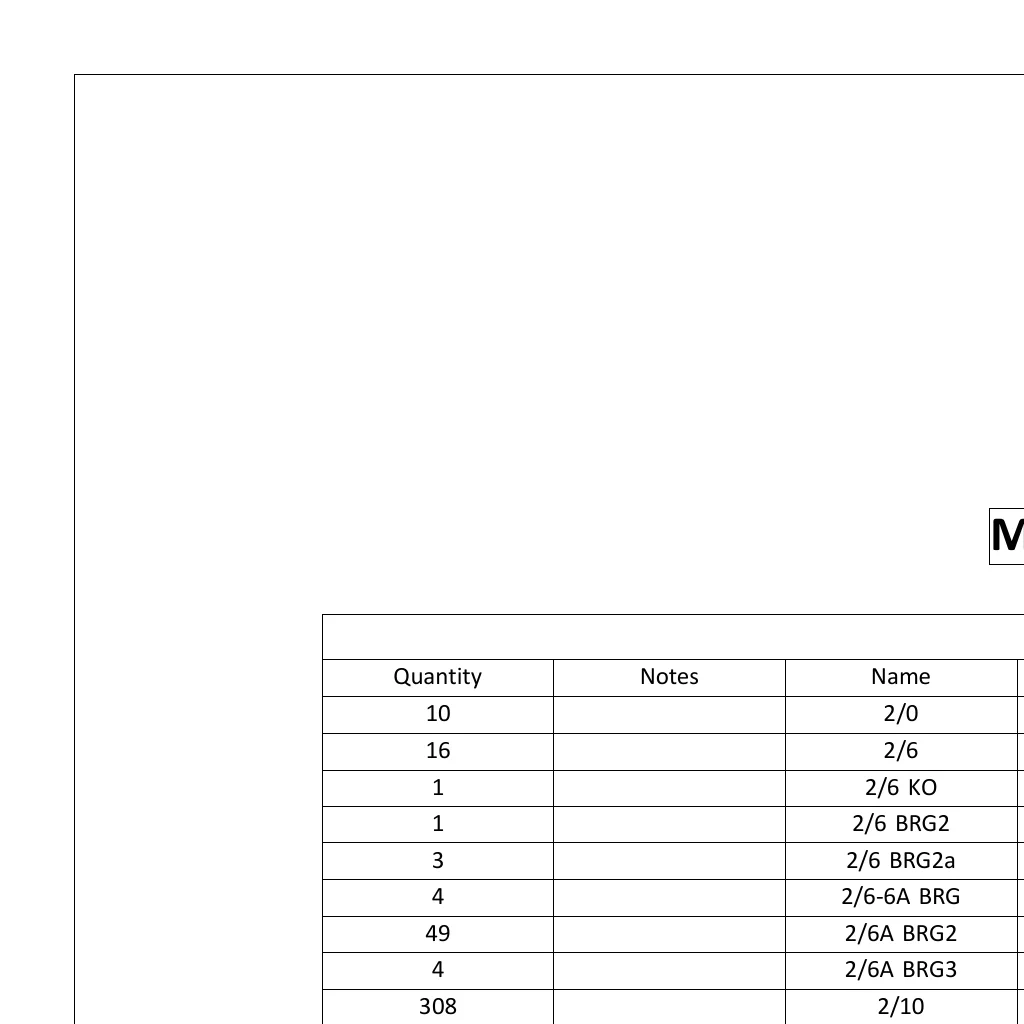 M
Quantity Notes Name
10 2/0
16 2/6
1 2/6 KO
1 2/6 BRG2
3 2/6 BRG2a
4 2/6-6A BRG
49 2/6A BRG2
4 2/6A BRG3
308 2/10